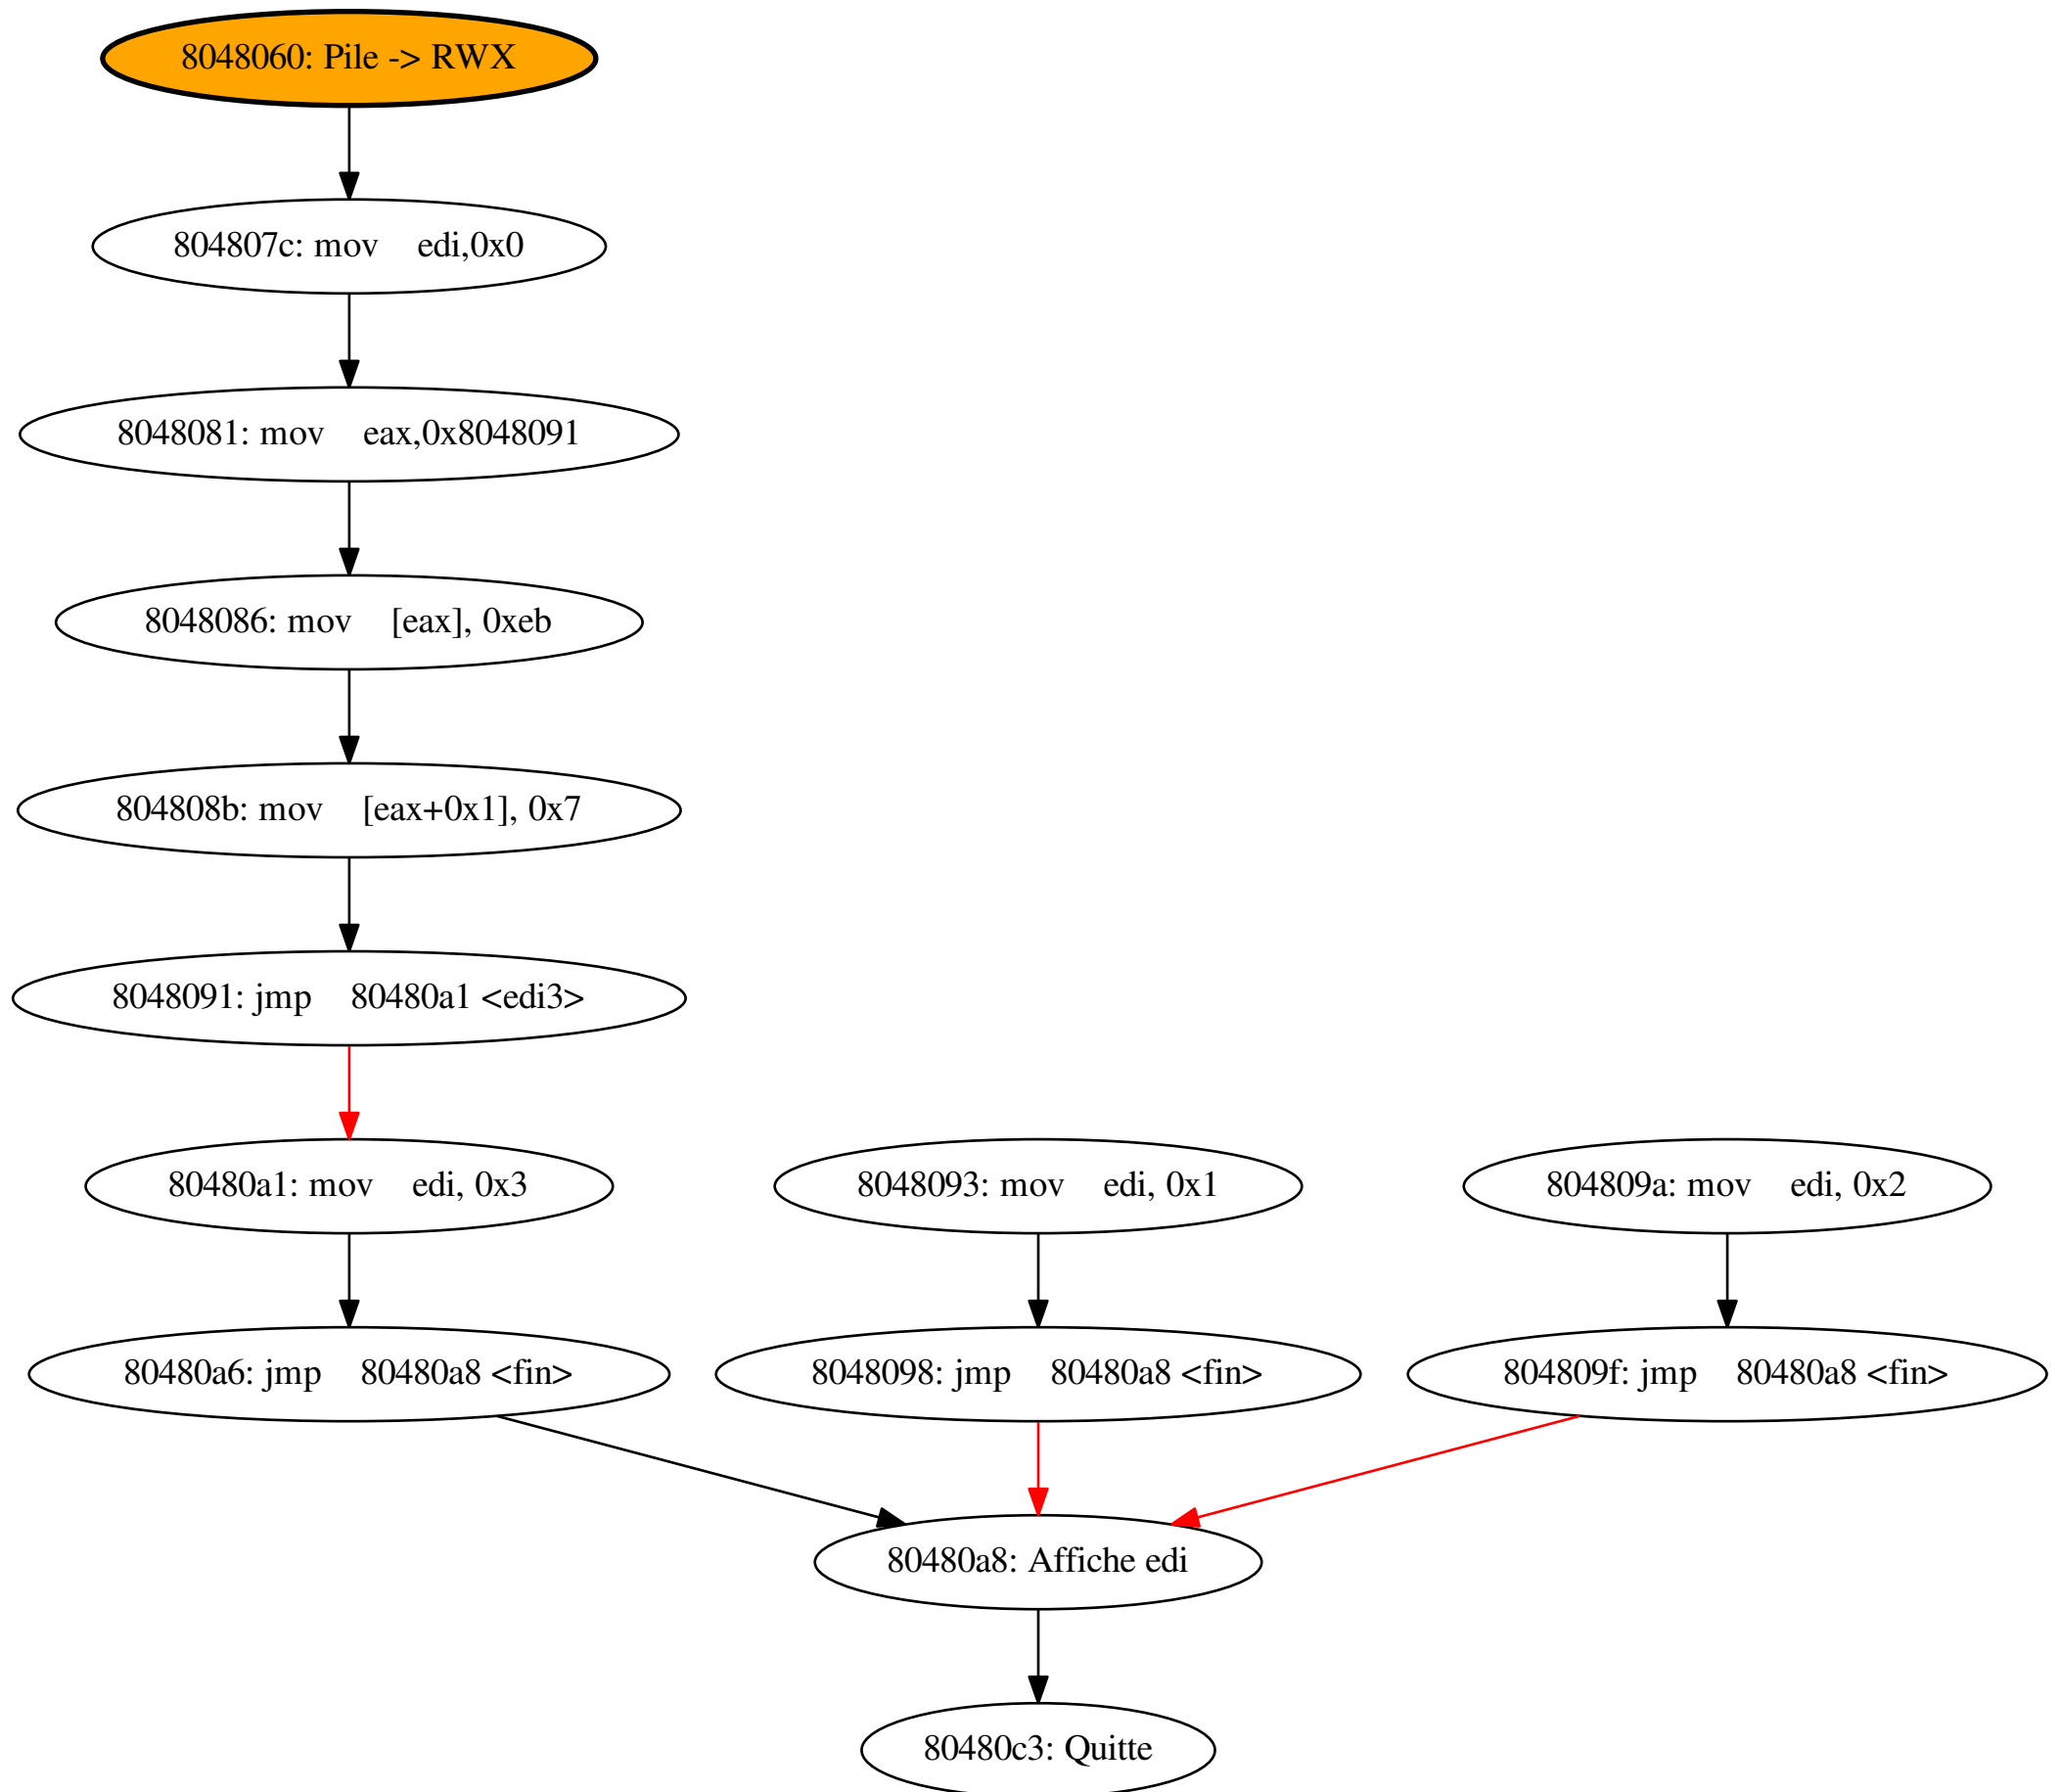 8048060: Pile -> RWX
804807c: mov    edi,0x0
8048081: mov    eax,0x8048091
8048086: mov    [eax], 0xeb
804808b: mov    [eax+0x1], 0x7
8048091: jmp    80480a1 <edi3>
80480a1: mov    edi, 0x3
8048093: mov    edi, 0x1
804809a: mov    edi, 0x2
80480a6: jmp    80480a8 <fin>
8048098: jmp    80480a8 <fin>
804809f: jmp    80480a8 <fin>
80480a8: Affiche edi
80480c3: Quitte